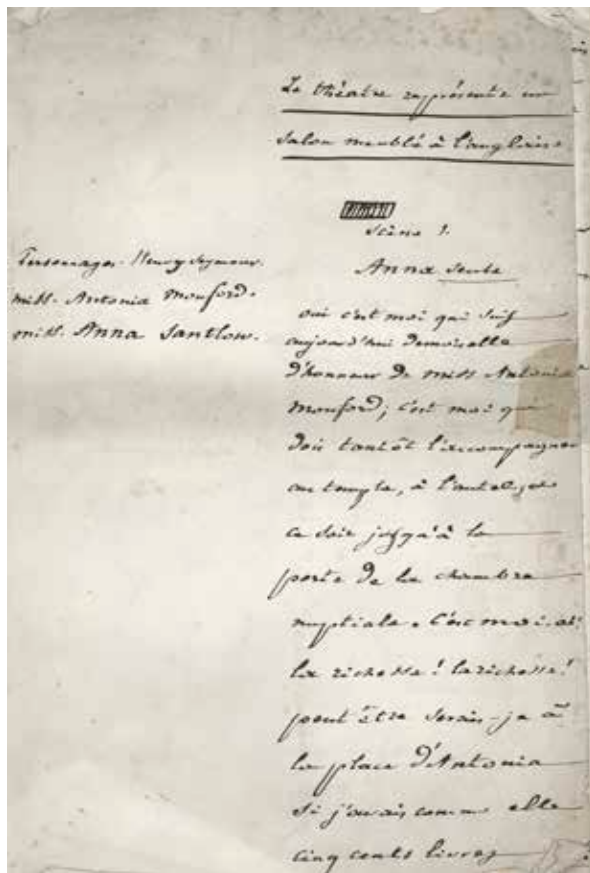 Le théâtre représente un
salon meublé à l'anglaise
Scène 1.
Anna seule
Personnages. Henry Seymour.
miss. Antonia Monford.
miss. Anna Santlow.
oui c'est moi qui suis
aujourd'hui demoiselle
d'honneur de miss Antonia
Monford; c'est moi qui
dois tantôt l'accompagner
au temple, à l'autel, et
ce soir jusqu'à la
porte de la chambre
nuptiale. C'est moi. ah!
la richesse! la richesse!
peut être serais-je à
la place d'Antonia
si j'avais comme elle
cinq cents livres